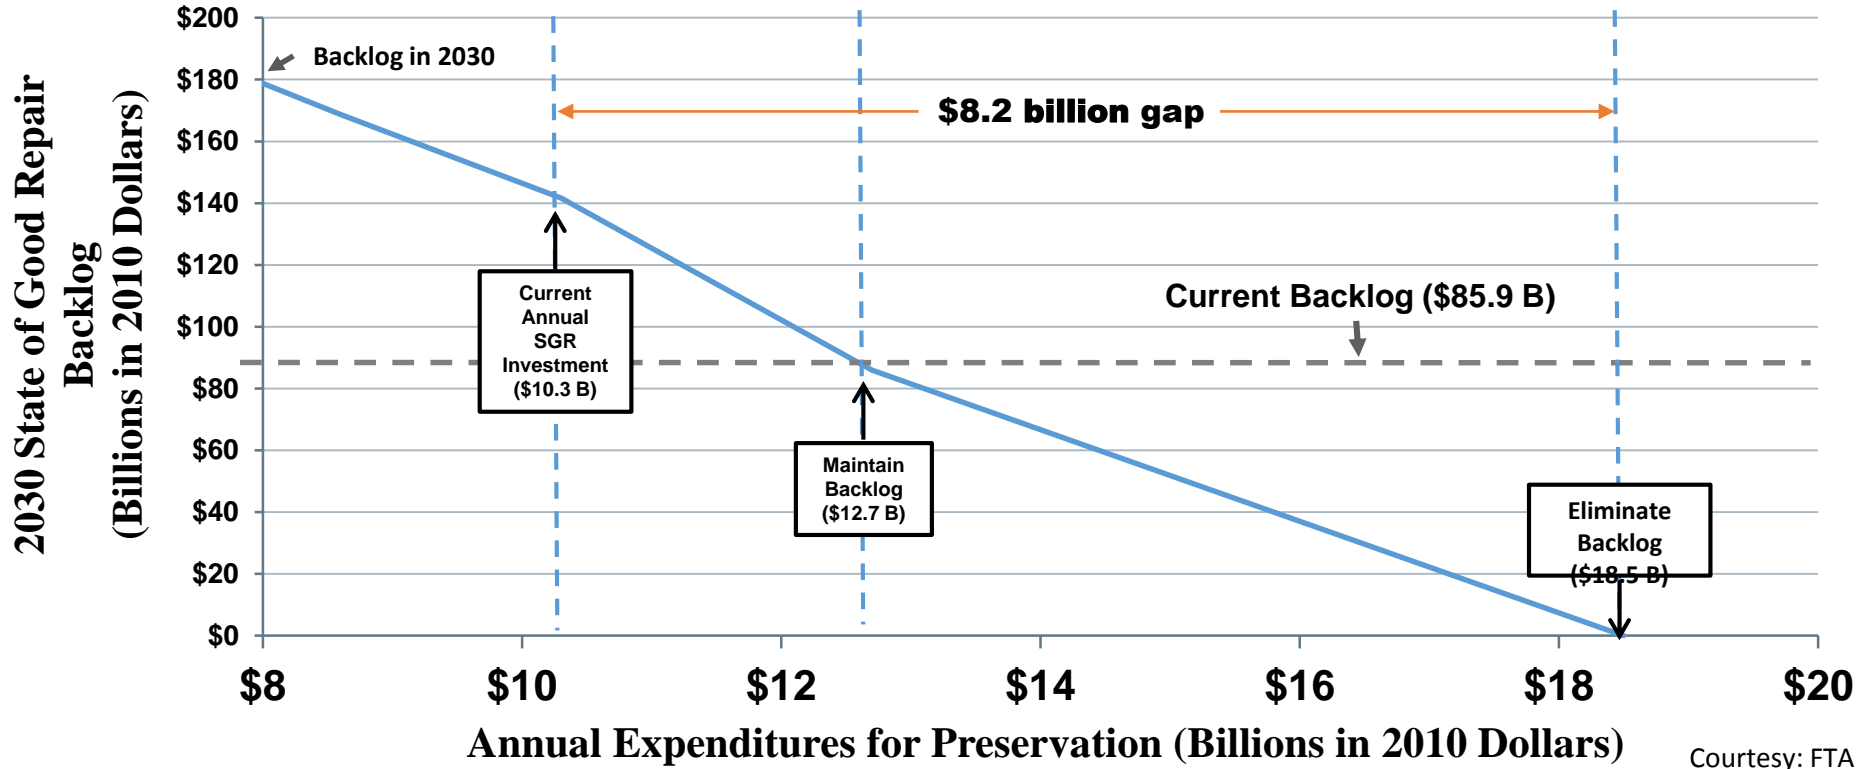 2030 State of Good Repair
Backlog
(Billions in 2010 Dollars)
$200
$180
$160
$140
$120
$100
$80
$60
$40
$20
$0
Backlog in 2030
$8.2 billion gap
Current Backlog ($85.9 B)
Current
Annual
SGR
Investment
($10.3 B)
Maintain
Backlog
($12.7 B)
Eliminate
Backlog
($18.5 B)
$8
$10
$12
$14
$16
$18
$20
Annual Expenditures for Preservation (Billions in 2010 Dollars)
Courtesy: FTA